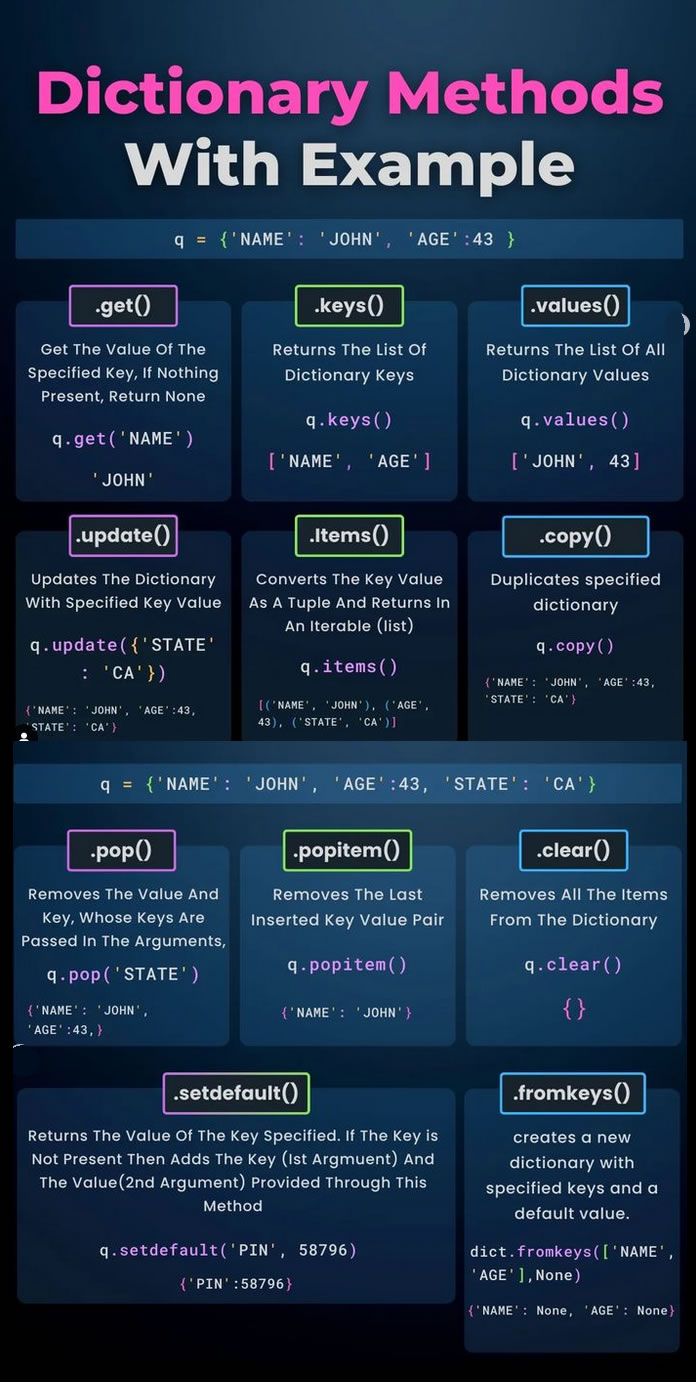 Dictionary Methods
With Example
q = {'NAME': 'JOHN', 'AGE':43 }
.get()
Get The Value Of The
Specified Key, If Nothing
Present, Return None
q.get('NAME')
'JOHN'
.keys()
Returns The List Of
Dictionary Keys
q.keys()
['NAME', 'AGE']
.values()
Returns The List Of All
Dictionary Values
q.values()
['JOHN', 43]
.update()
Updates The Dictionary
With Specified Key Value
q.update({'STATE'
: 'CA'})
{'NAME': 'JOHN', 'AGE':43,
'STATE': 'CA'}
.Items()
Converts The Key Value
As A Tuple And Returns In
An Iterable (list)
q.items()
[('NAME', 'JOHN'), ('AGE',
43), ('STATE', 'CA')]
.copy()
Duplicates specified
dictionary
q.copy()
{'NAME': 'JOHN', 'AGE':43,
'STATE': 'CA'}
q = {'NAME': 'JOHN', 'AGE':43, 'STATE': 'CA'}
.pop()
Removes The Value And
Key, Whose Keys Are
Passed In The Arguments,
q.pop('STATE')
{'NAME': 'JOHN',
'AGE':43,}
.popitem()
Removes The Last
Inserted Key Value Pair
q.popitem()
{'NAME': 'JOHN'}
.clear()
Removes All The Items
From The Dictionary
q.clear()
{}
.setdefault()
Returns The Value Of The Key Specified. If The Key is
Not Present Then Adds The Key (Ist Argmuent) And
The Value(2nd Argument) Provided Through This
Method
q.setdefault('PIN', 58796)
{'PIN':58796}
.fromkeys()
creates a new
dictionary with
specified keys and a
default value.
dict.fromkeys(['NAME',
'AGE'],None)
{'NAME': None, 'AGE': None}